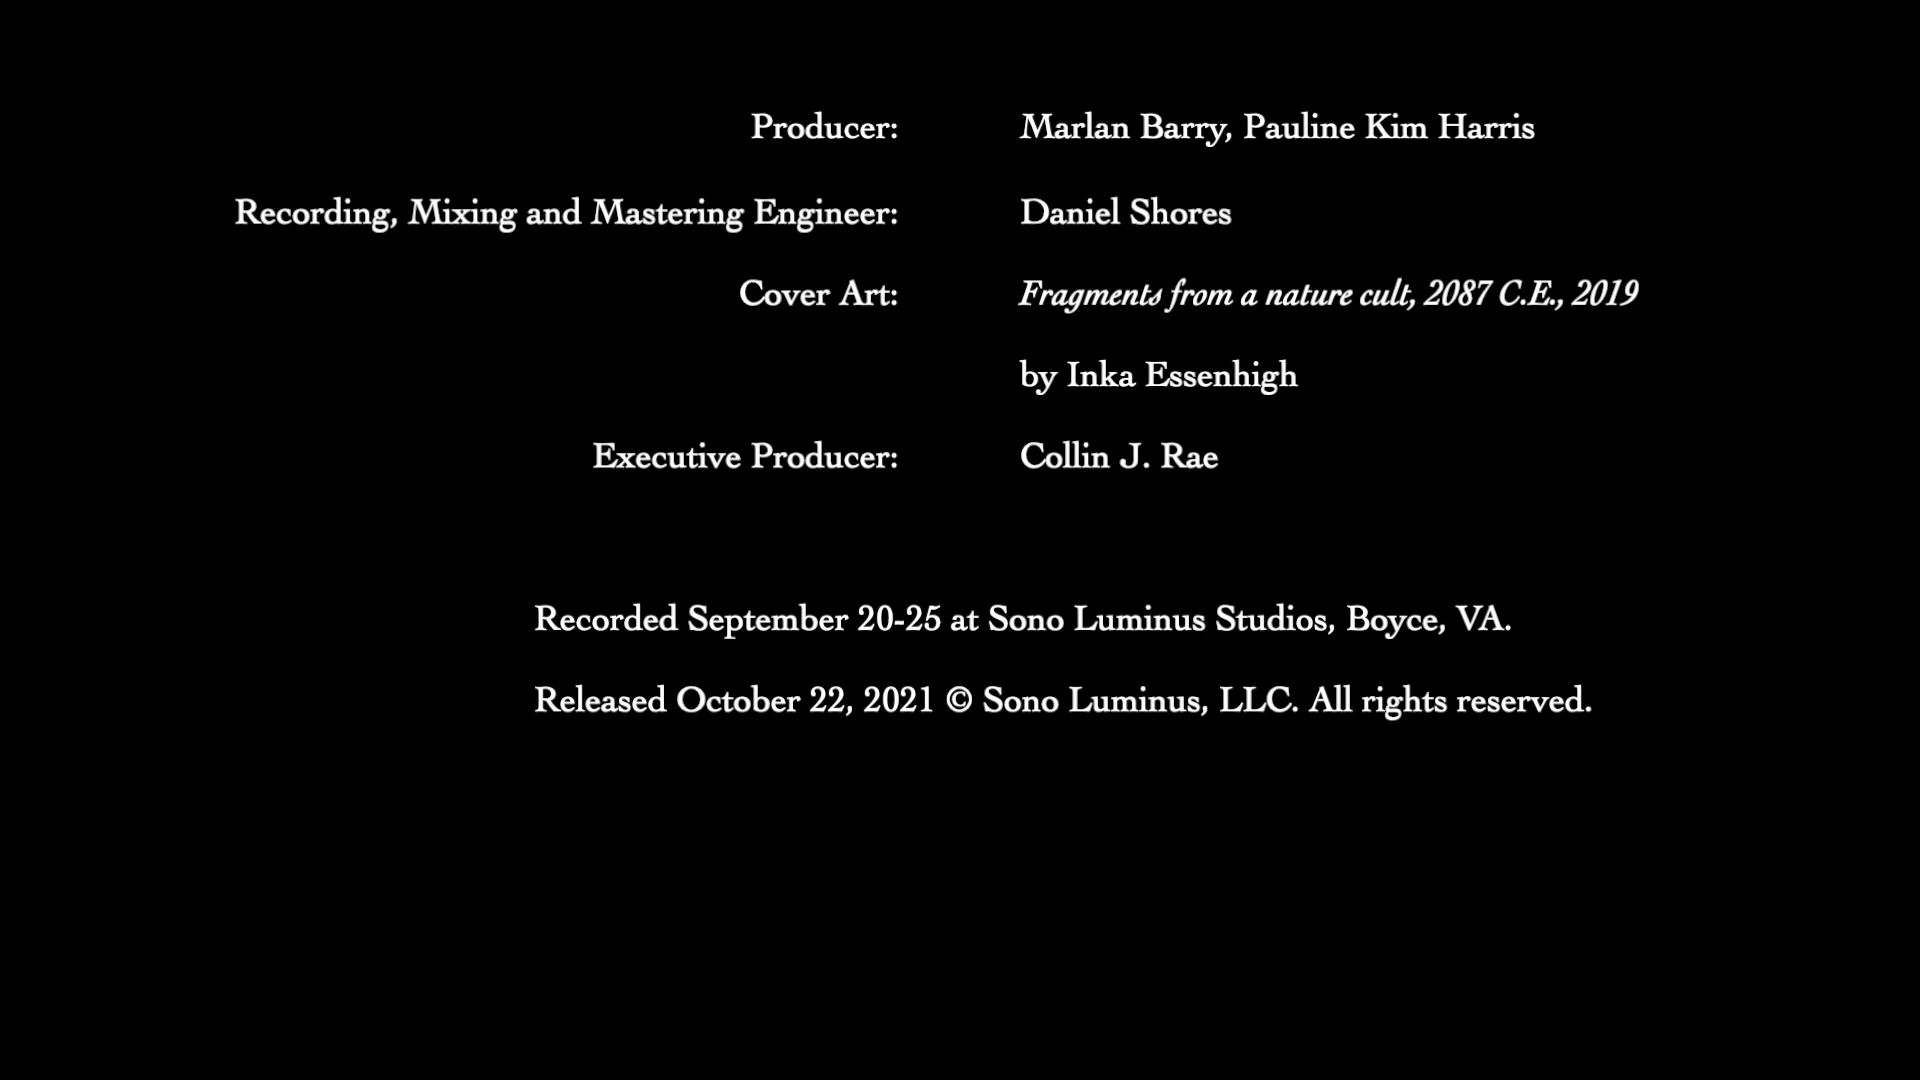 Producer: Marlan Barry, Pauline Kim Harris
Recording, Mixing and Mastering Engineer: Daniel Shores
Cover Art: Fragments from a nature cult, 2087 C.E., 2019
by Inka Essenhigh
Executive Producer: Collin J. Rae
Recorded September 20-25 at Sono Luminus Studios, Boyce, VA.
Released October 22, 2021 © Sono Luminus, LLC. All rights reserved.